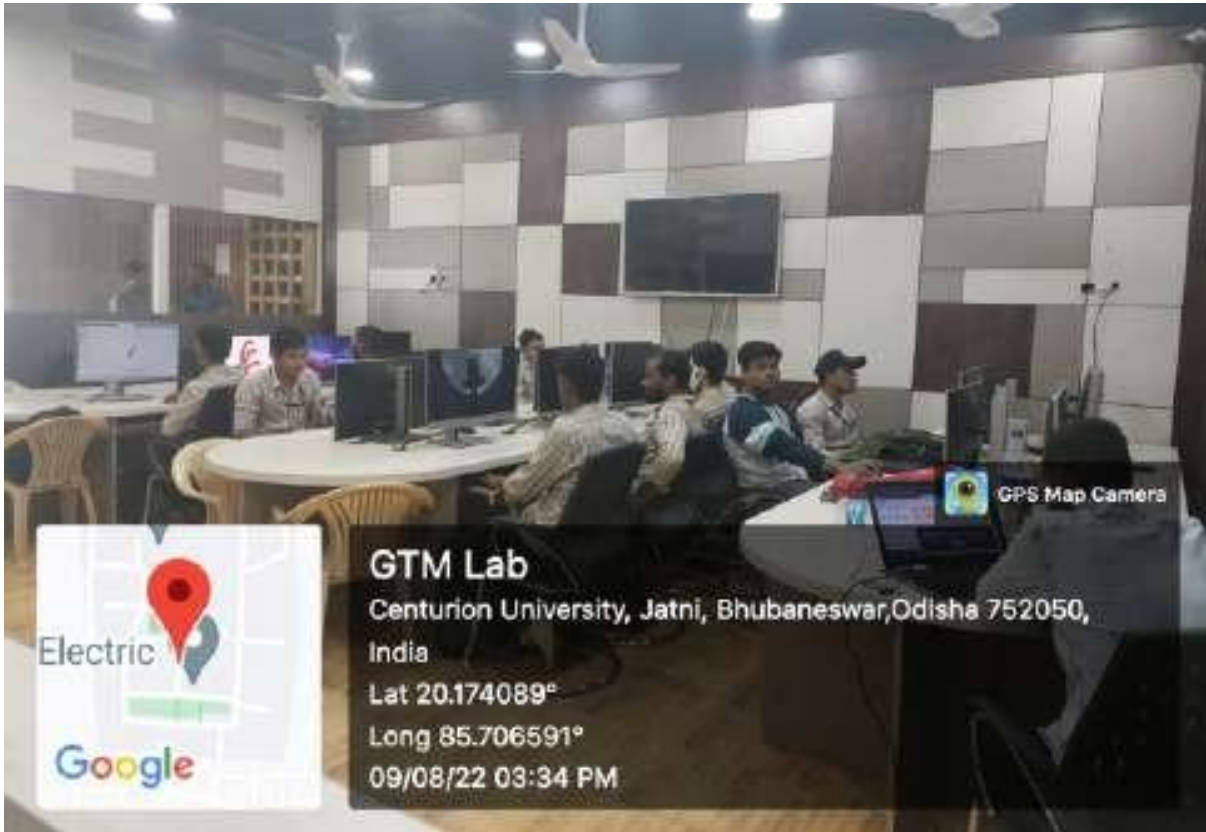 GPS Map Camera
GTM Lab
Centurion University, Jatni, Bhubaneswar,Odisha 752050,
India
Lat 20.174089°
Long 85.706591°
09/08/22 03:34 PM
Electric
Google